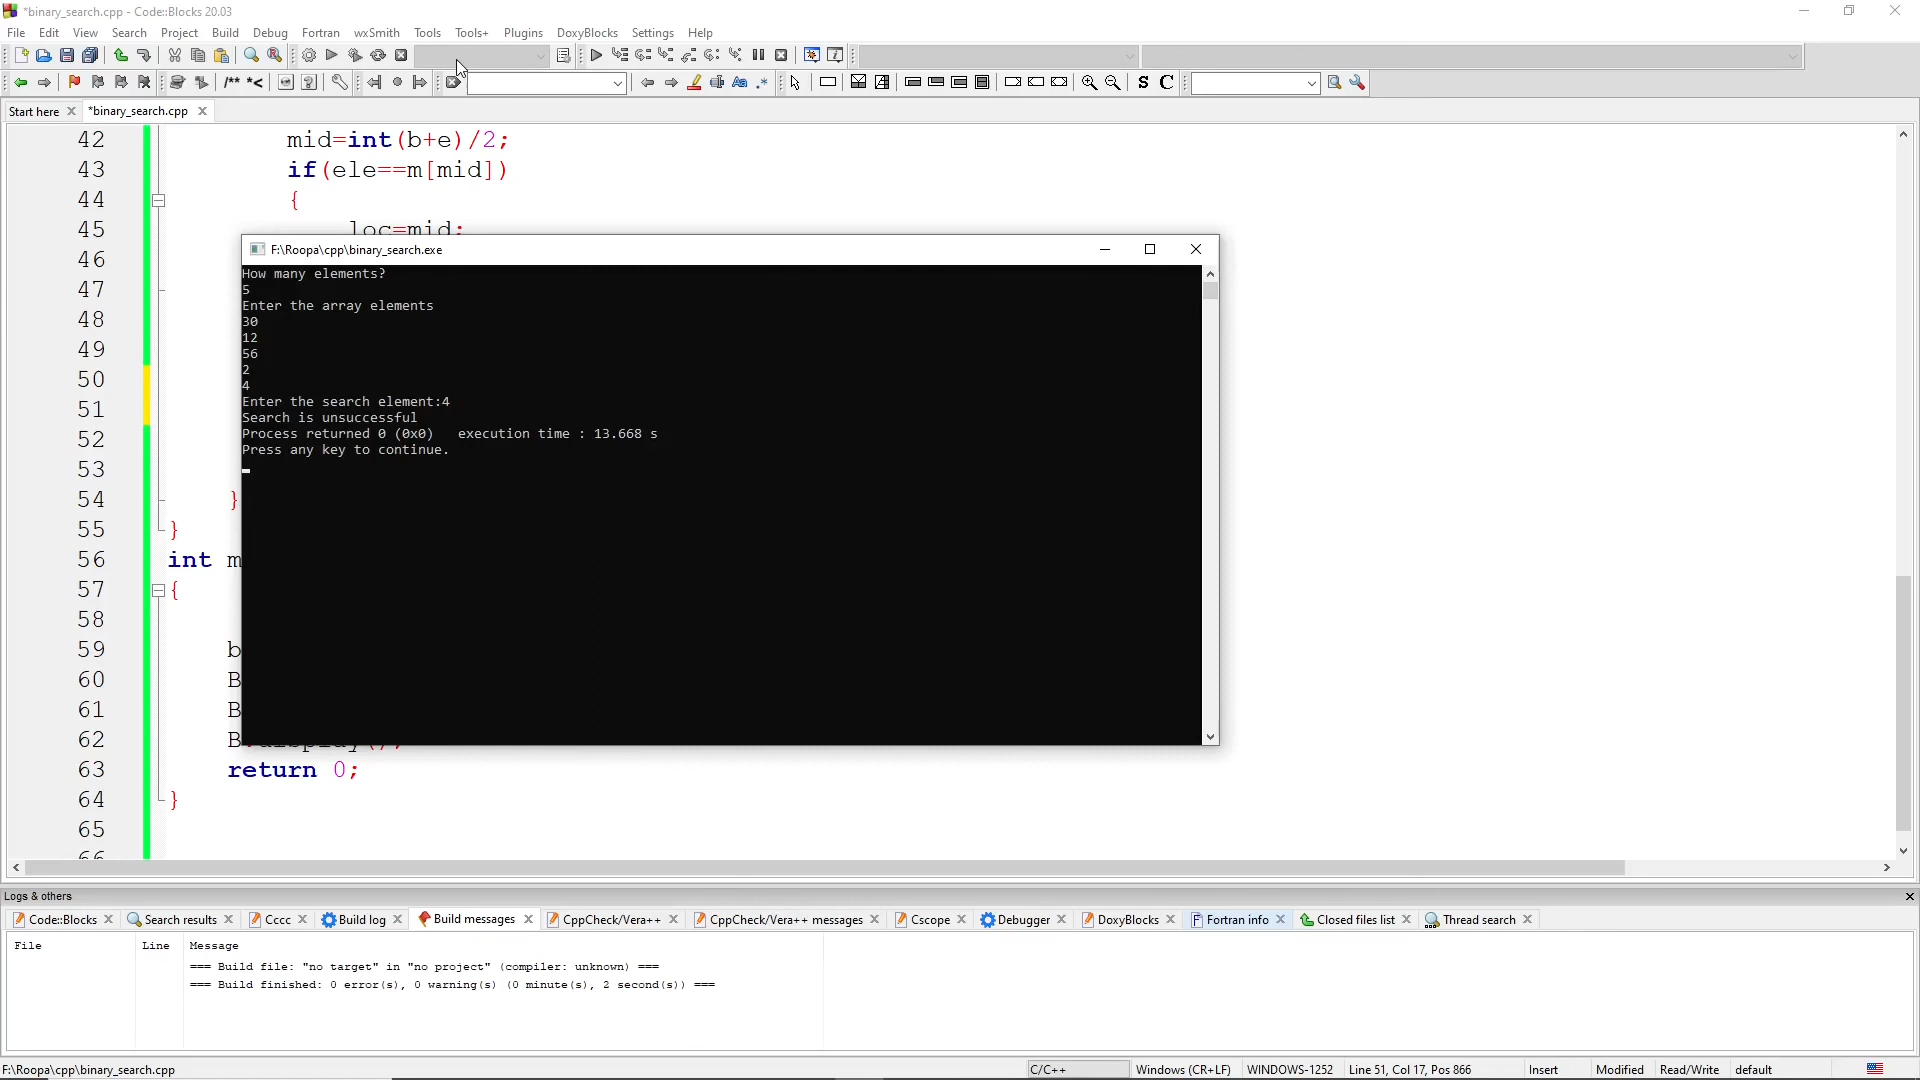 *binary_search.cpp - Code::Blocks 20.03
File Edit View Search Project Build Debug Fortran wxSmith Tools Tools+ Plugins DoxyBlocks Settings Help
/** *< Aa .* S C
Start here *binary_search.cpp
42 mid=int(b+e)/2;
43 if(ele==m[mid])
44 {
45 loc=mid;
46
47
48
49
50
51
52
53
54 }
55 }
56 int m
57 {
58
59 b
60 B
61 B
62 B.display();
63 return 0;
64 }
65
66
F:\Roopa\cpp\binary_search.exe
How many elements?
5
Enter the array elements
30
12
56
2
4
Enter the search element:4
Search is unsuccessful
Process returned 0 (0x0) execution time : 13.668 s
Press any key to continue.
Logs & others
Code::Blocks Search results Cccc Build log Build messages CppCheck/Vera++ CppCheck/Vera++ messages Cscope Debugger DoxyBlocks Fortran info Closed files list Thread search
File Line Message
=== Build file: "no target" in "no project" (compiler: unknown) ===
=== Build finished: 0 error(s), 0 warning(s) (0 minute(s), 2 second(s)) ===
F:\Roopa\cpp\binary_search.cpp C/C++ Windows (CR+LF) WINDOWS-1252 Line 51, Col 17, Pos 866 Insert Modified Read/Write default